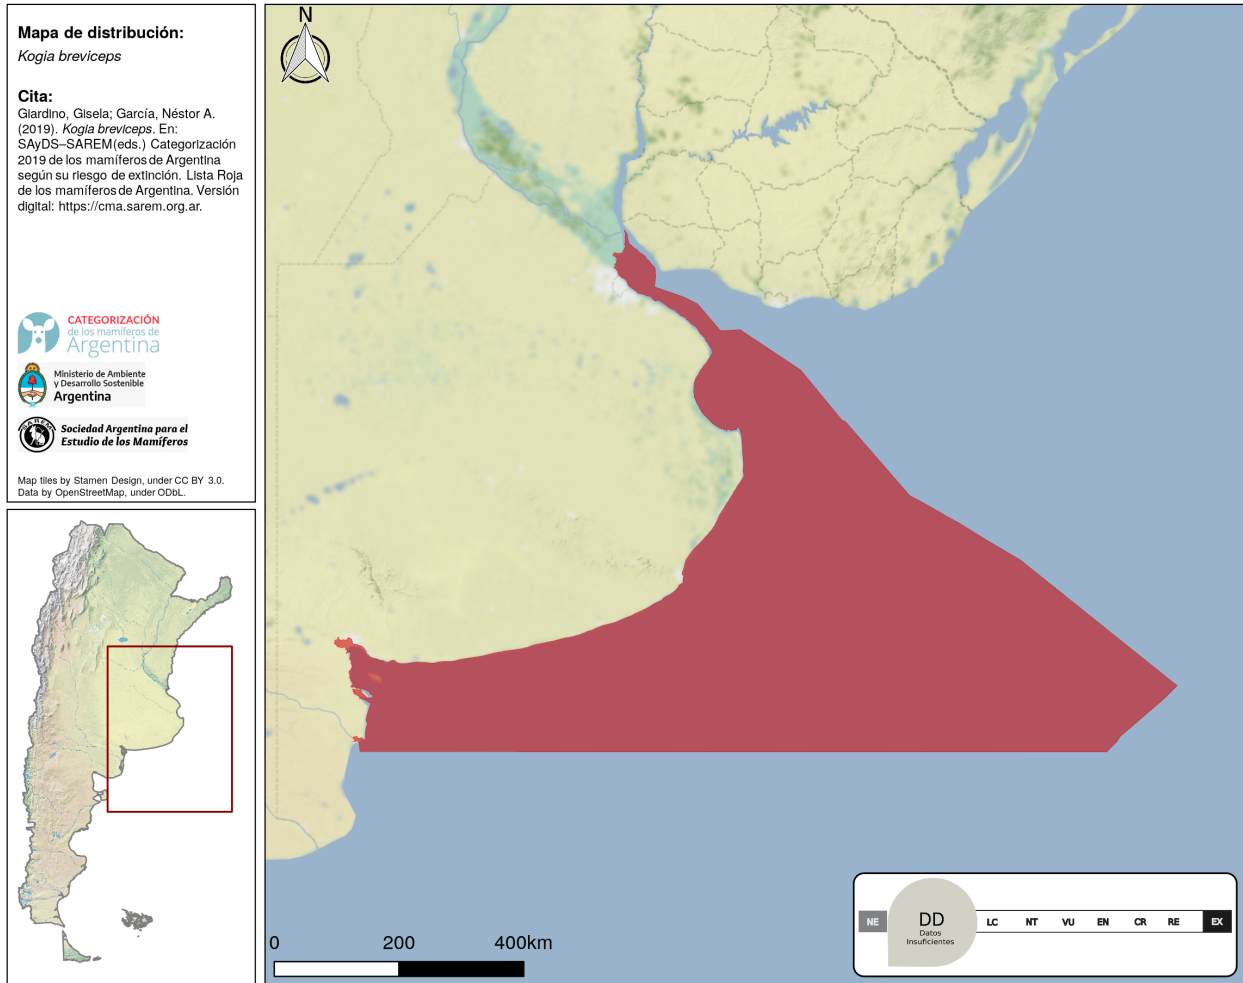 Mapa de distribución:
Kogia breviceps
Cita:
Giardino, Gisela; García, Néstor A.
(2019). Kogia breviceps. En:
SAyDS–SAREM(eds.) Categorización
2019 de los mamíferos de Argentina
según su riesgo de extinción. Lista Roja
de los mamíferos de Argentina. Versión
digital: https://cma.sarem.org.ar.
CATEGORIZACIÓN
de los mamíferos de
Argentina
Ministerio de Ambiente
y Desarrollo Sostenible
Argentina
SAREM
Sociedad Argentina para el
Estudio de los Mamíferos
Map tiles by Stamen Design, under CC BY 3.0.
Data by OpenStreetMap, under ODbL.
N
0 200 400km
NE DD LC NT VU EN CR RE EX
Datos
Insuficientes